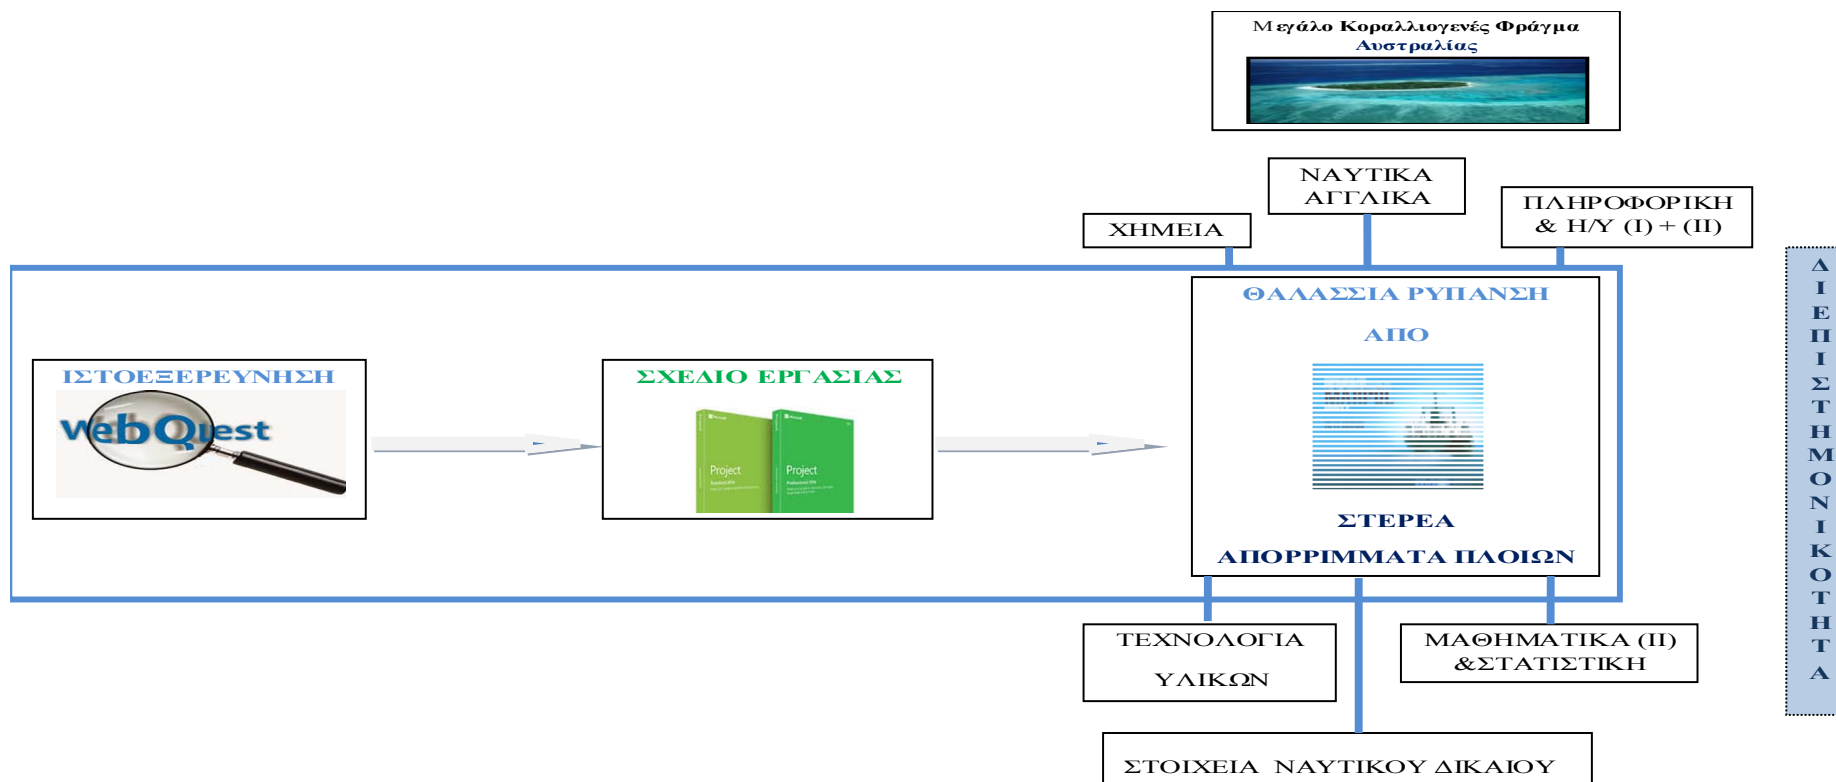 Μεγάλο Κοραλλιογενές Φράγμα
Αυστραλίας
ΝΑΥΤΙΚΑ
ΑΓΓΛΙΚΑ
ΠΛΗΡΟΦΟΡΙΚΗ
& Η/Υ (Ι) + (ΙΙ)
ΧΗΜΕΙΑ
ΘΑΛΑΣΣΙΑ ΡΥΠΑΝΣΗ
ΑΠΟ
ΣΤΕΡΕΑ
ΑΠΟΡΡΙΜΜΑΤΑ ΠΛΟΙΩΝ
ΙΣΤΟΕΞΕΡΕΥΝΗΣΗ
WebQuest
ΣΧΕΔΙΟ ΕΡΓΑΣΙΑΣ
Project
Project
ΤΕΧΝΟΛΟΓΙΑ
ΥΛΙΚΩΝ
ΜΑΘΗΜΑΤΙΚΑ (ΙΙ)
&ΣΤΑΤΙΣΤΙΚΗ
ΣΤΟΙΧΕΙΑ ΝΑΥΤΙΚΟΥ ΔΙΚΑΙΟΥ
ΔΙΕΠΙΣΤΗΜΟΝΙΚΟΤΗΤΑ